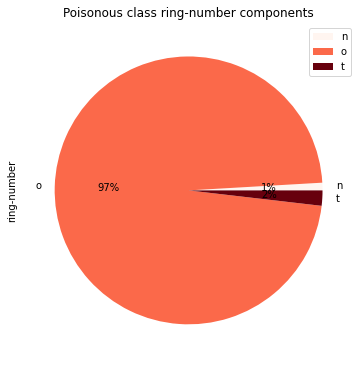 Poisonous class ring-number components
n
o
t
ring-number
o
97%
1%
n
t